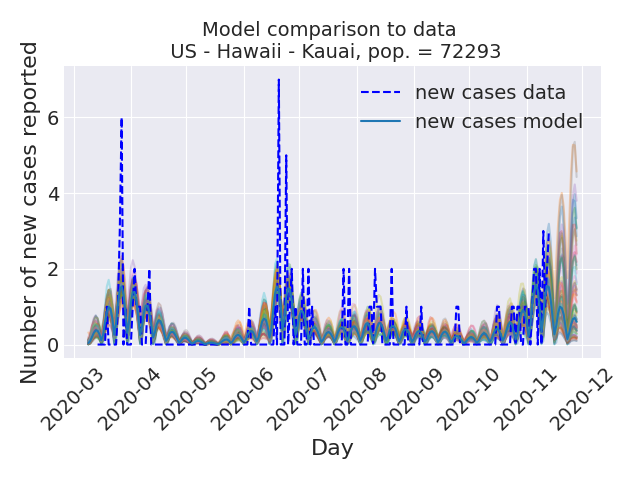 Model comparison to data
US - Hawaii - Kauai, pop. = 72293
Number of new cases reported
6
4
2
0
new cases data
new cases model
2020-03
2020-04
2020-05
2020-06
2020-07
2020-08
2020-09
2020-10
2020-11
2020-12
Day